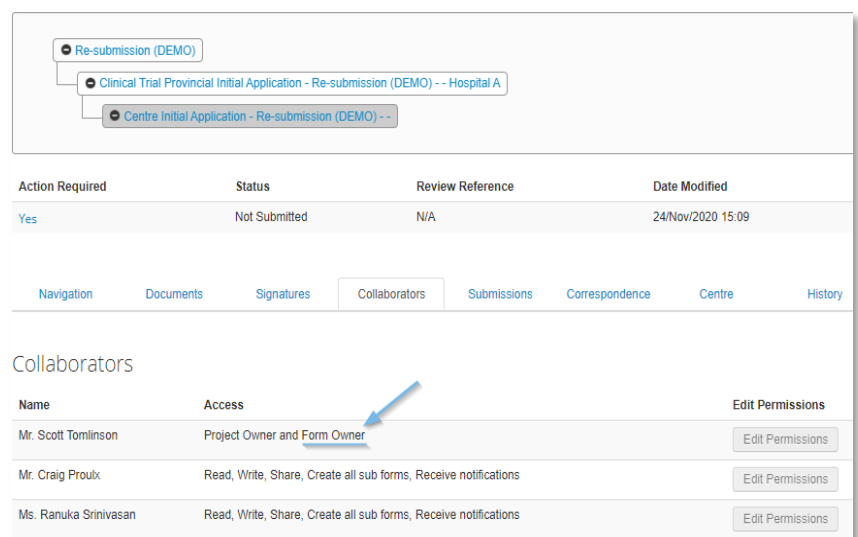 Re-submission (DEMO)
Clinical Trial Provincial Initial Application - Re-submission (DEMO) - - Hospital A
Centre Initial Application - Re-submission (DEMO) - -
Action Required Status Review Reference Date Modified
Yes Not Submitted N/A 24/Nov/2020 15:09
Navigation Documents Signatures Collaborators Submissions Correspondence Centre History
Collaborators
Name Access Edit Permissions
Mr. Scott Tomlinson Project Owner and Form Owner Edit Permissions
Mr. Craig Proulx Read, Write, Share, Create all sub forms, Receive notifications Edit Permissions
Ms. Ranuka Srinivasan Read, Write, Share, Create all sub forms, Receive notifications Edit Permissions